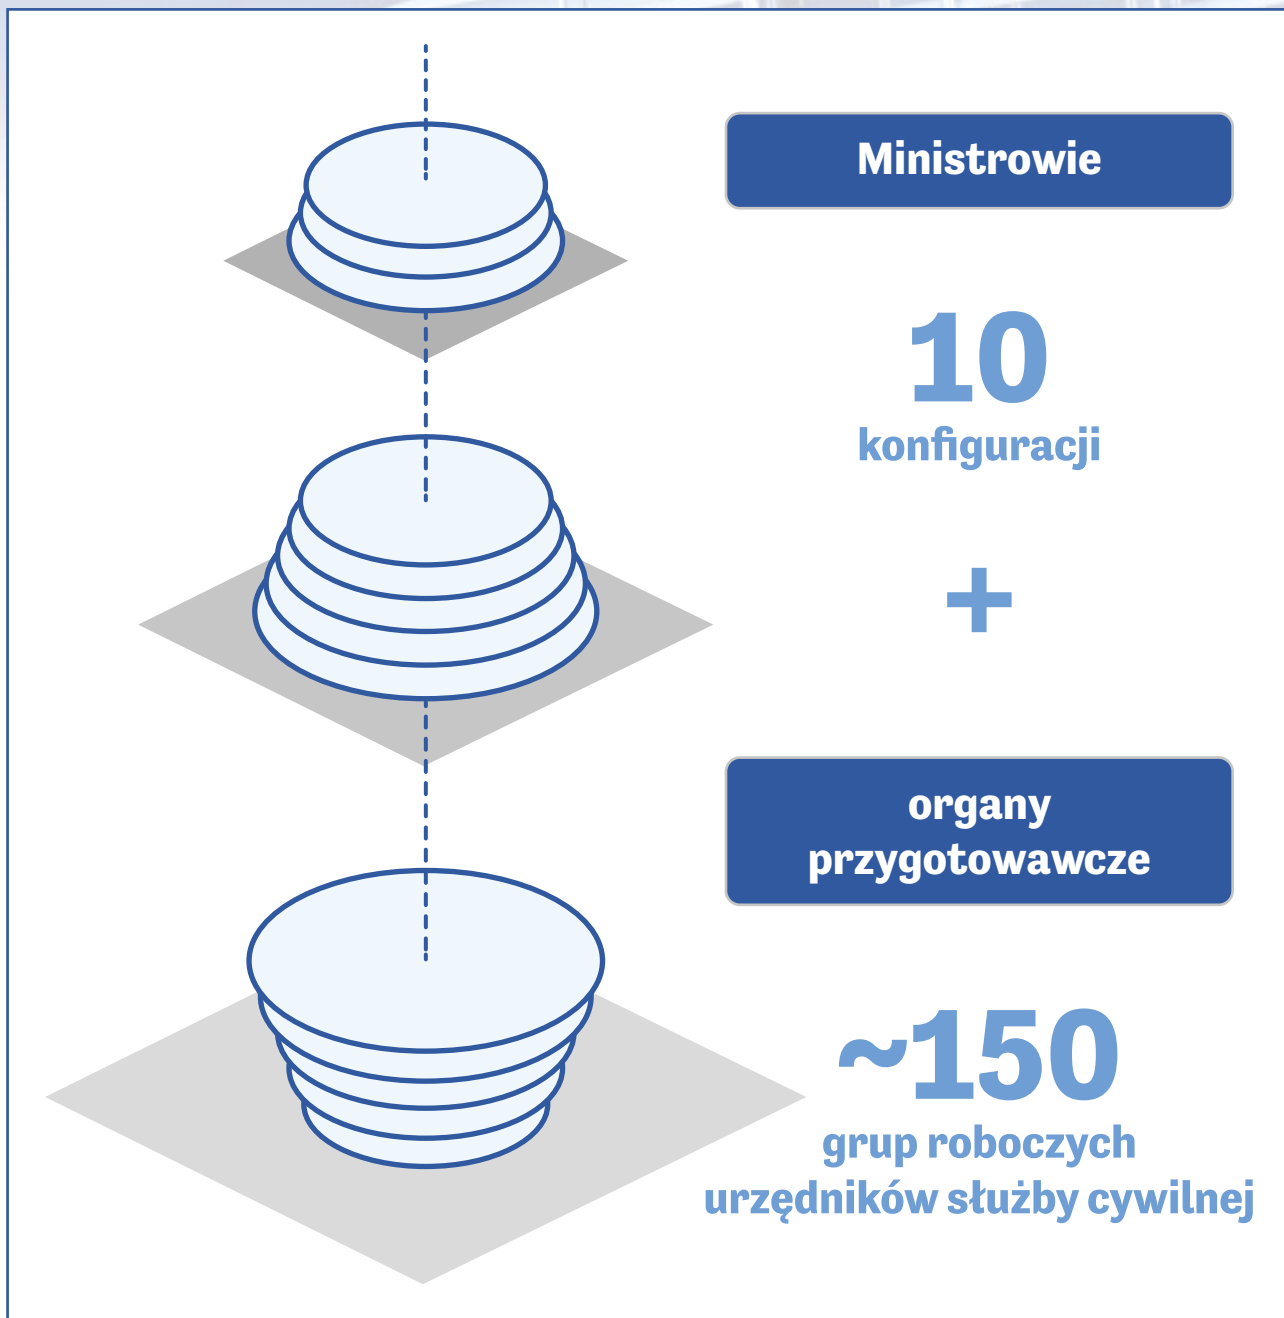 Ministrowie
10
konfiguracji
+
organy
przygotowawcze
~150
grup roboczych
urzędników służby cywilnej